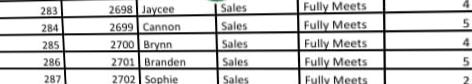 283 2698 Jaycee Sales Fully Meets 4
284 2699 Cannon Sales Fully Meets 5
285 2700 Brynn Sales Fully Meets 4
286 2701 Branden Sales Fully Meets 5
287 2702 Sophie Sales Fully Meets 4